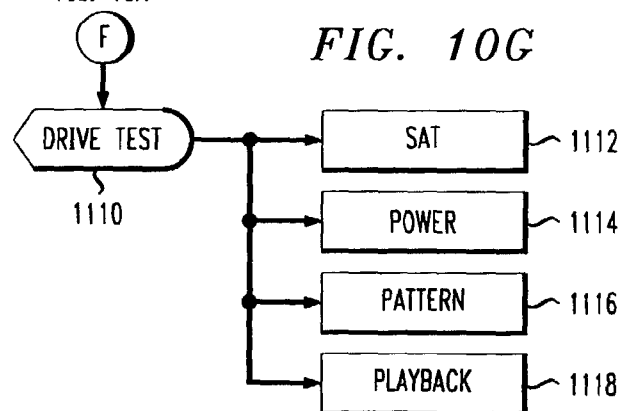 F
FIG. 10G
DRIVE TEST
1110
SAT
1112
POWER
1114
PATTERN
1116
PLAYBACK
1118